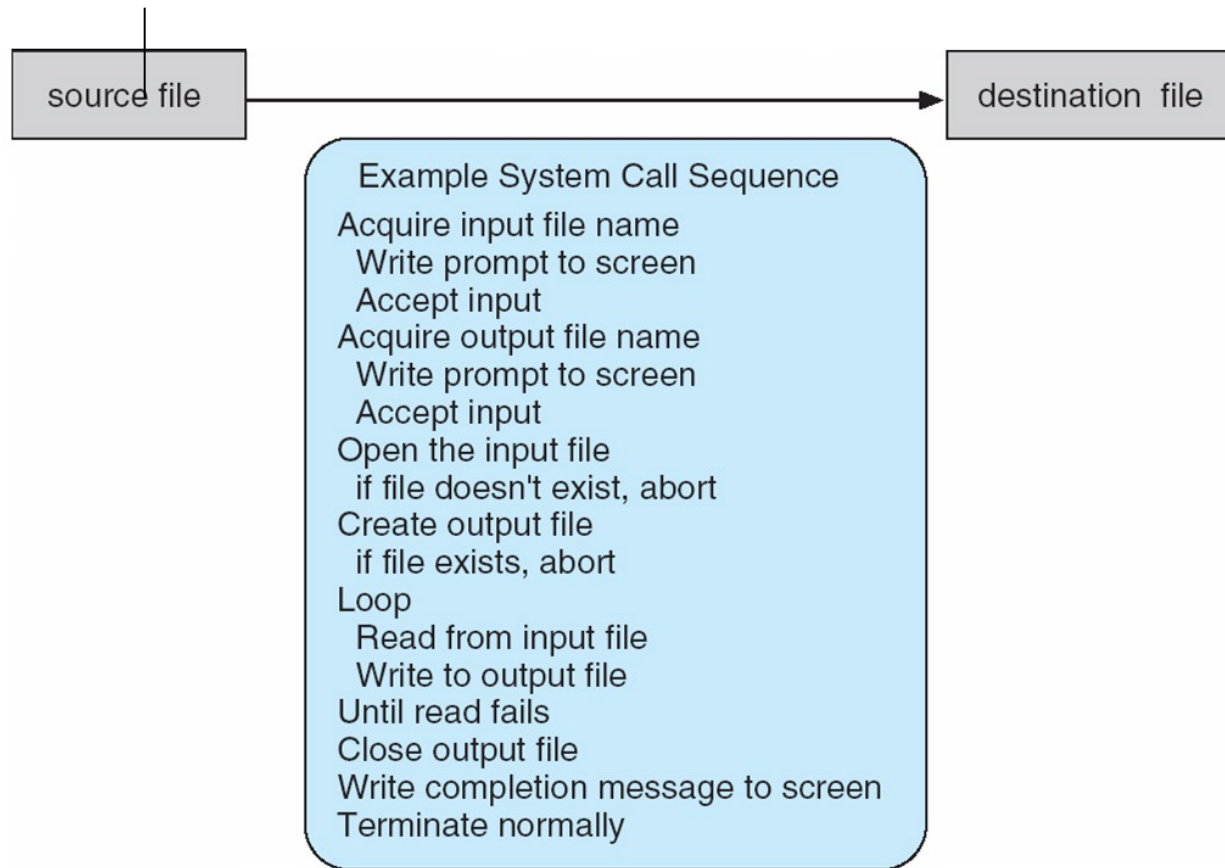 source file
destination file
Example System Call Sequence
Acquire input file name
Write prompt to screen
Accept input
Acquire output file name
Write prompt to screen
Accept input
Open the input file
if file doesn't exist, abort
Create output file
if file exists, abort
Loop
Read from input file
Write to output file
Until read fails
Close output file
Write completion message to screen
Terminate normally